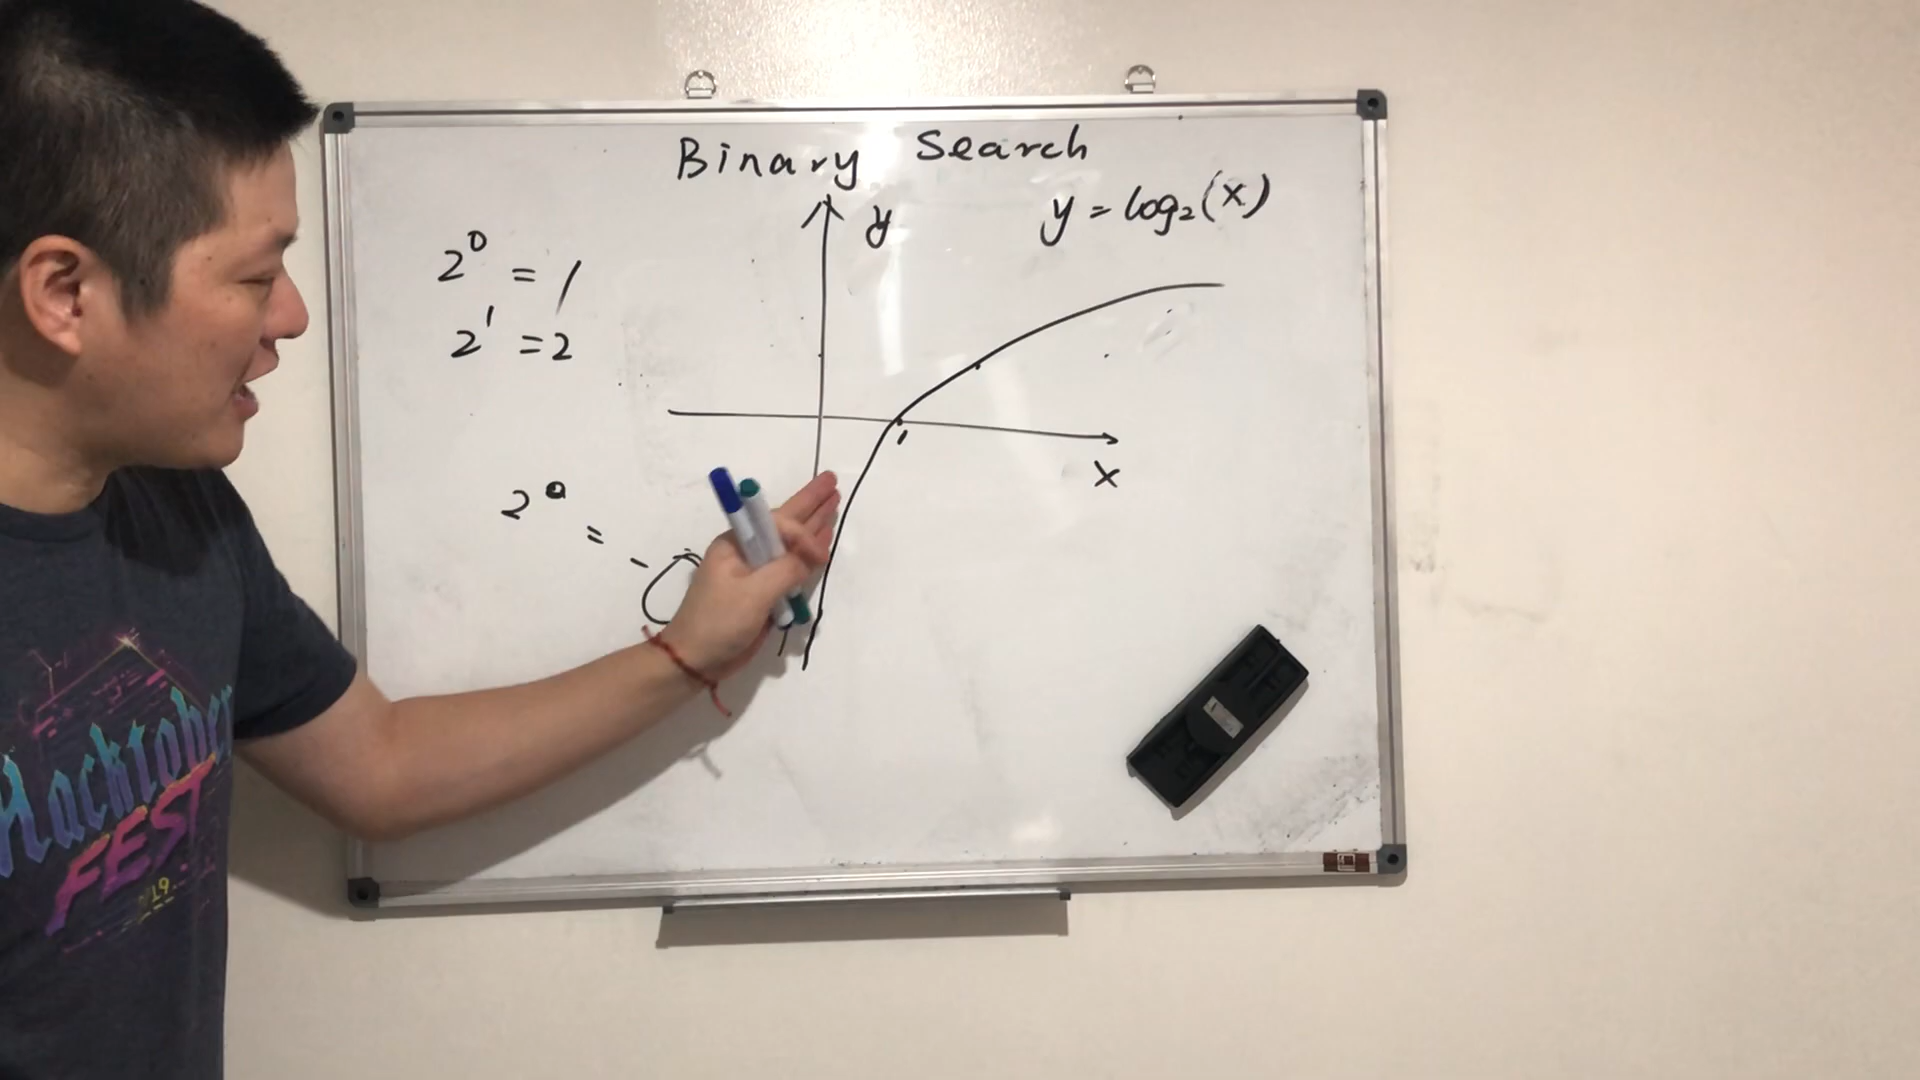 Binary Search
y
y = log₂(x)
2⁰ = 1
2¹ = 2
1
x
Hacktober
FEST